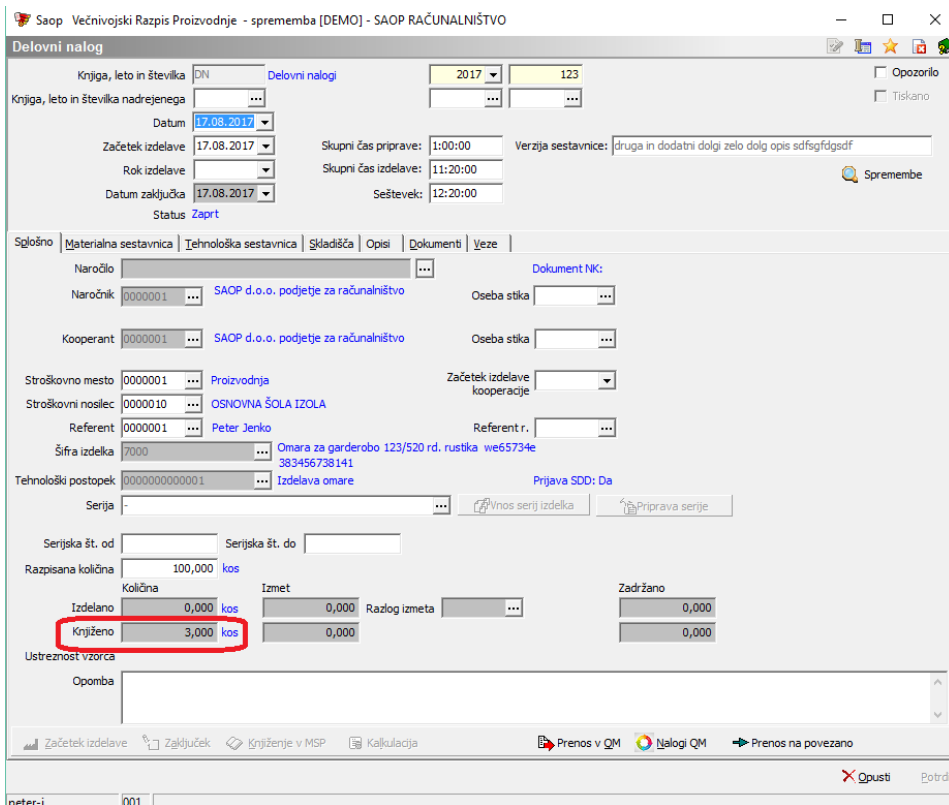 Saop Večnivojski Razpis Proizvodnje - sprememba [DEMO] - SAOP RAČUNALNIŠTVO
Delovni nalog
Knjiga, leto in številka DN Delovni nalogi 2017 123 Opozorilo
Knjiga, leto in številka nadrejenega ... ... ... Tiskano
Datum 17.08.2017
Začetek izdelave 17.08.2017 Skupni čas priprave: 1:00:00 Verzija sestavnice: druga in dodatni dolgi zelo dolg opis sdfsgfdgsdf
Rok izdelave Skupni čas izdelave: 11:20:00 Spremembe
Datum zaključka 17.08.2017 Seštevek: 12:20:00
Status Zaprt
Splošno Materialna sestavnica Tehnološka sestavnica Skladišča Opisi Dokumenti Veze
Naročilo ... Dokument NK:
Naročnik 0000001 ... SAOP d.o.o. podjetje za računalništvo Oseba stika ...
Kooperant 0000001 ... SAOP d.o.o. podjetje za računalništvo Oseba stika ...
Stroškovno mesto 0000001 ... Proizvodnja Začetek izdelave
kooperacije
Stroškovni nosilec 0000010 ... OSNOVNA ŠOLA IZOLA
Referent 0000001 ... Peter Jenko Referent r. ...
Šifra izdelka 7000 ... Omara za garderobo 123/520 rd. rustika we65734e
383456738141
Tehnološki postopek 0000000000001 ... Izdelava omare Prijava SDD: Da
Serija - ... Vnos serij izdelka Priprava serije
Serijska št. od Serijska št. do
Razpisana količina 100,000 kos
Količina Izmet Zadržano
Izdelano 0,000 kos 0,000 Razlog izmeta ... 0,000
Knjiženo 3,000 kos 0,000 0,000
Ustreznost vzorca
Opomba
Začetek izdelave Zaključek Knjiženje v MSP Kalkulacija Prenos v QM Nalogi QM Prenos na povezano
Opusti Potrd
peter-j 001